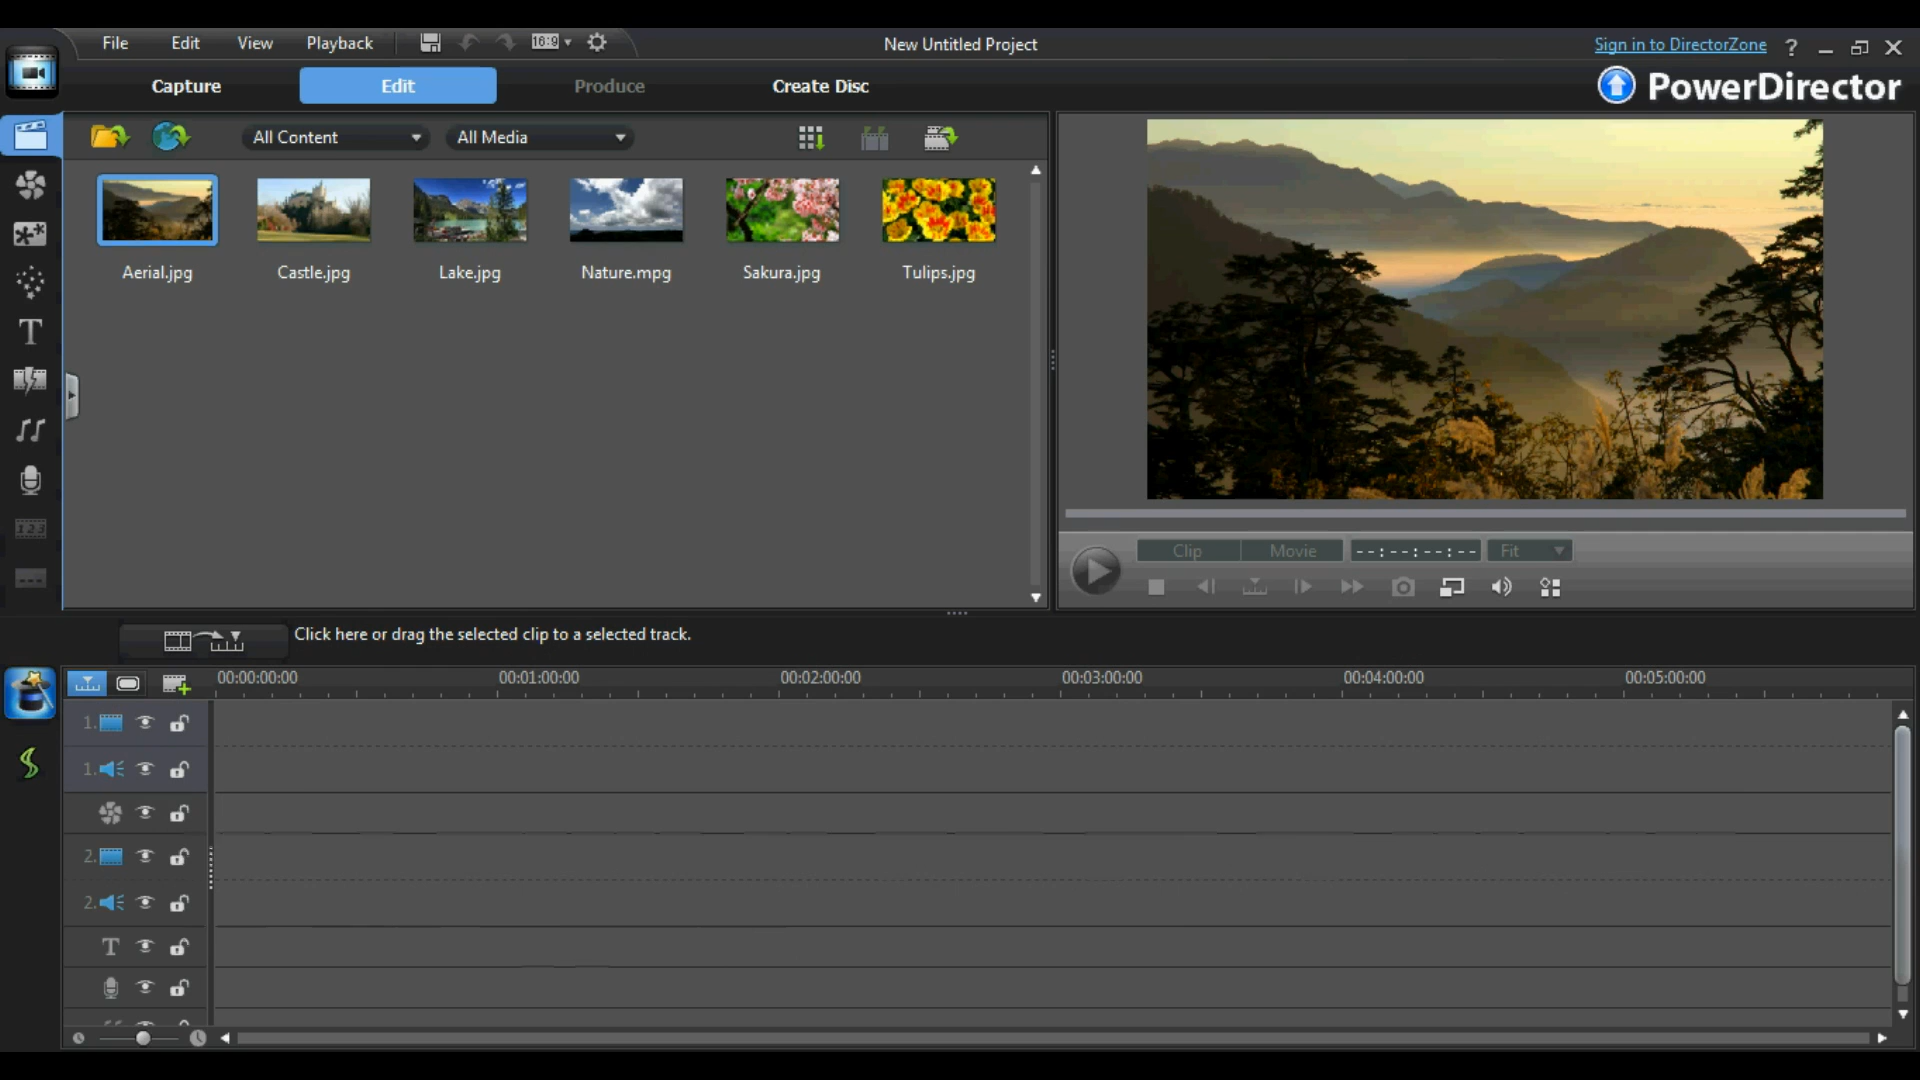 File Edit View Playback 16:9 New Untitled Project Sign in to DirectorZone ?
Capture Edit Produce Create Disc PowerDirector
All Content All Media
Aerial.jpg Castle.jpg Lake.jpg Nature.mpg Sakura.jpg Tulips.jpg
T
1 2 3
Clip Movie --:--:--:-- Fit
Click here or drag the selected clip to a selected track.
00:00:00:00 00:01:00:00 00:02:00:00 00:03:00:00 00:04:00:00 00:05:00:00
1.
1.
2.
2.
T